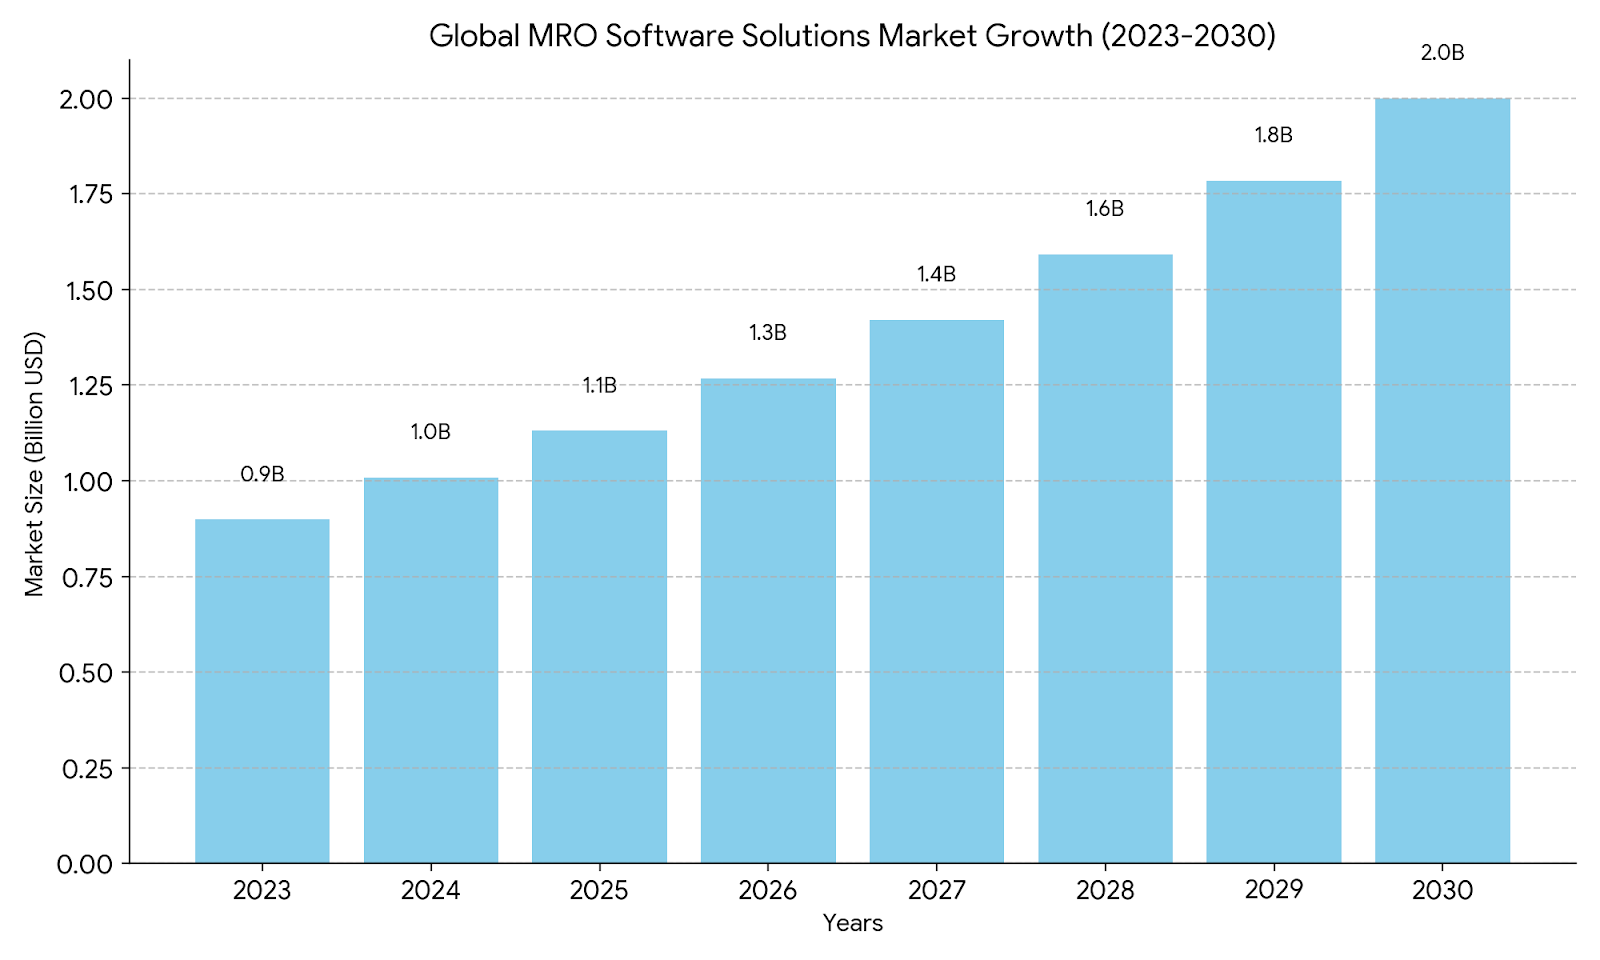 Global MRO Software Solutions Market Growth (2023-2030)
2.0B
2.00
1.8B
1.75
1.6B
1.50
1.4B
1.3B
1.25
1.1B
1.0B
1.00
0.9B
0.75
0.50
0.25
0.00
Market Size (Billion USD)
2023 2024 2025 2026 2027 2028 2029 2030
Years